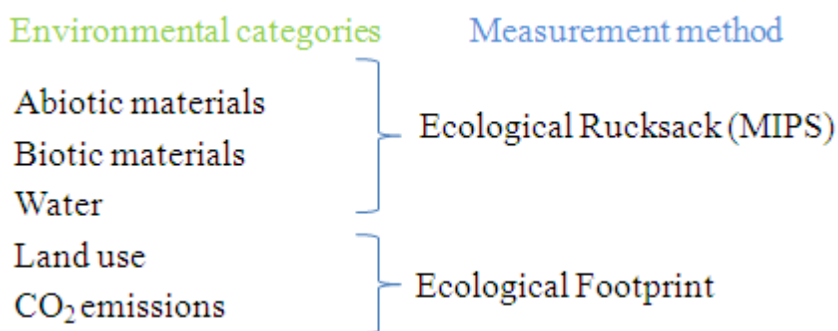 Environmental categories
Measurement method
Abiotic materials
Biotic materials
Water
Ecological Rucksack (MIPS)
Land use
CO₂ emissions
Ecological Footprint